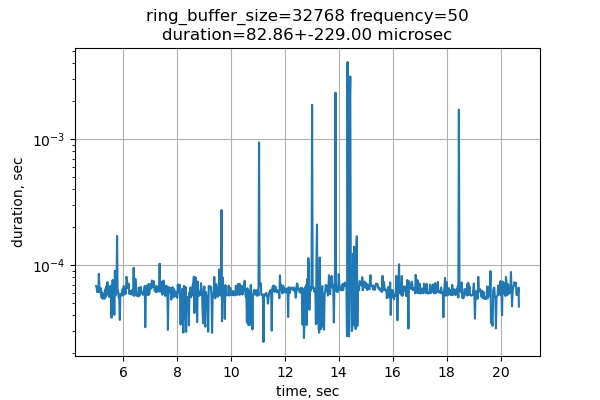 ring_buffer_size=32768 frequency=50
duration=82.86+-229.00 microsec
duration, sec
10⁻³
10⁻⁴
6 8 10 12 14 16 18 20
time, sec